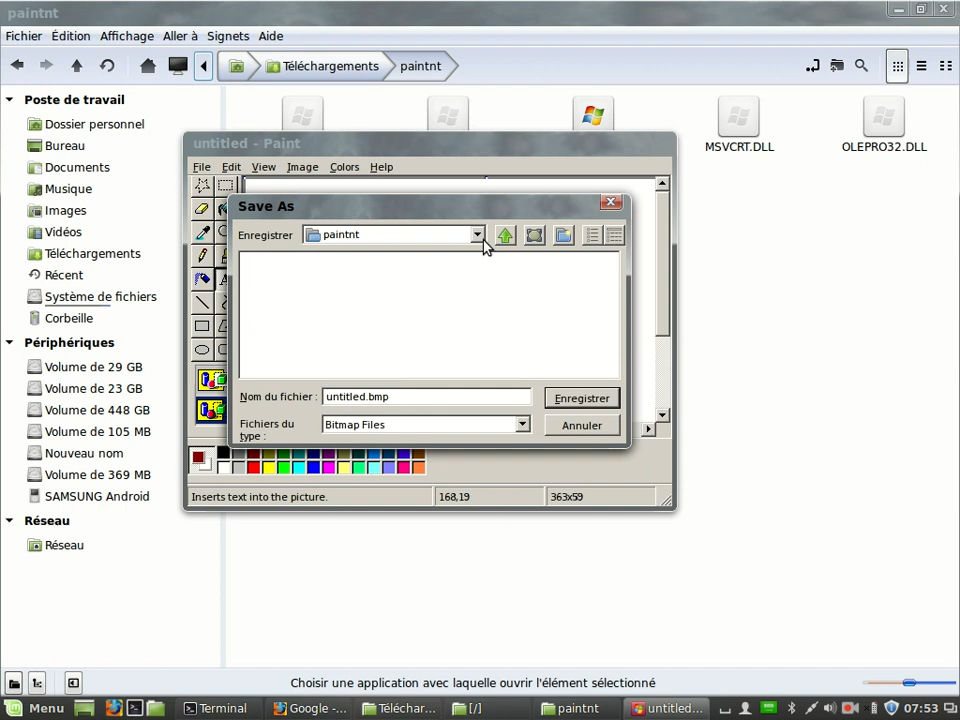 paintnt
Fichier Édition Affichage Aller à Signets Aide
Téléchargements paintnt
Poste de travail
Dossier personnel
Bureau
Documents
Musique
Images
Vidéos
Téléchargements
Récent
Système de fichiers
Corbeille
Périphériques
Volume de 29 GB
Volume de 23 GB
Volume de 448 GB
Volume de 105 MB
Nouveau nom
Volume de 369 MB
SAMSUNG Android
Réseau
Réseau
MSVCRT.DLL OLEPRO32.DLL
untitled - Paint
File Edit View Image Colors Help
Save As
Enregistrer paintnt
Nom du fichier : untitled.bmp Enregistrer
Fichiers du type : Bitmap Files Annuler
Inserts text into the picture. 168,19 363x59
Choisir une application avec laquelle ouvrir l'élément sélectionné
Menu Terminal Google -... Téléchar... [/] paintnt untitled... 07:53